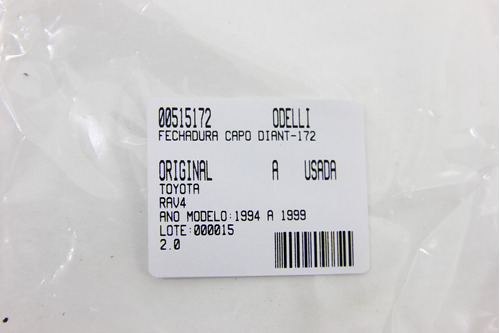 00515172 ODELLI
FECHADURA CAPO DIANT-172
ORIGINAL A USADA
TOYOTA
RAV4
ANO MODELO:1994 A 1999
LOTE:000015
2.0